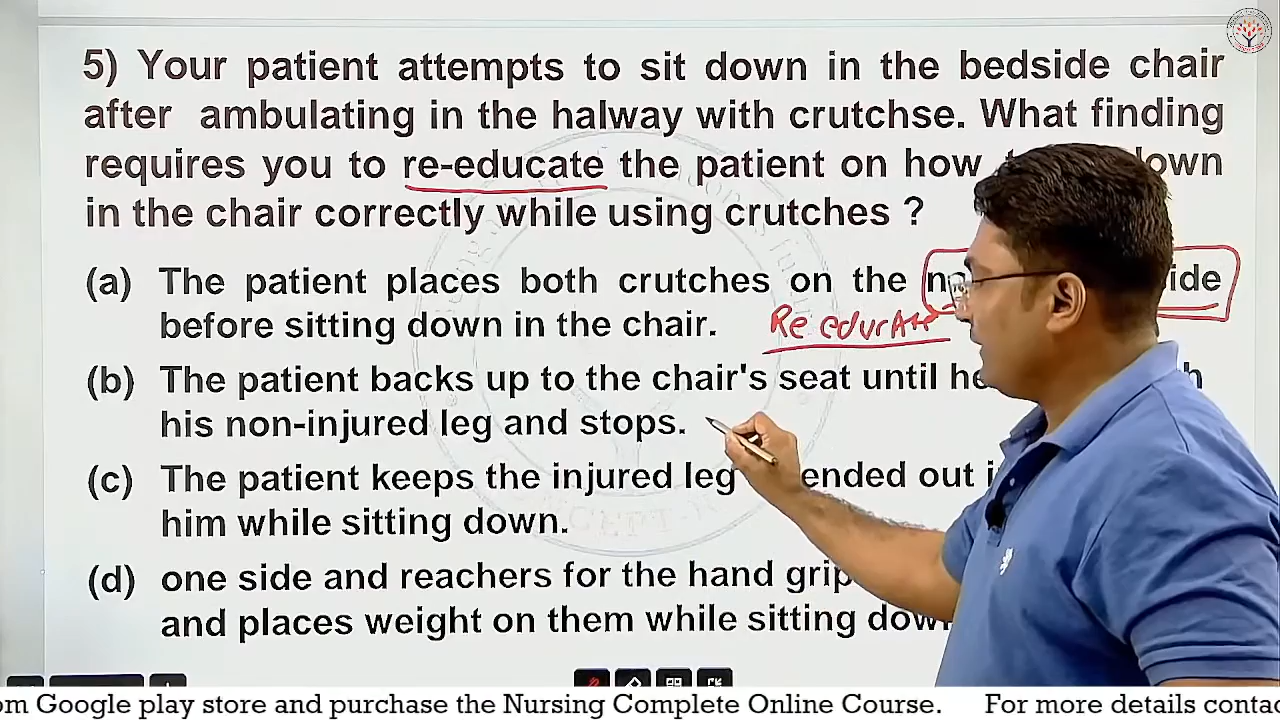 5) Your patient attempts to sit down in the bedside chair
after ambulating in the halway with crutchse. What finding
requires you to re-educate the patient on how down
in the chair correctly while using crutches ?
(a) The patient places both crutches on the ide
before sitting down in the chair. Re edurAte
(b) The patient backs up to the chair's seat until he
his non-injured leg and stops.
(c) The patient keeps the injured leg ended out i
him while sitting down.
(d) one side and reachers for the hand grip
and places weight on them while sitting dow
om Google play store and purchase the Nursing Complete Online Course. For more details contac